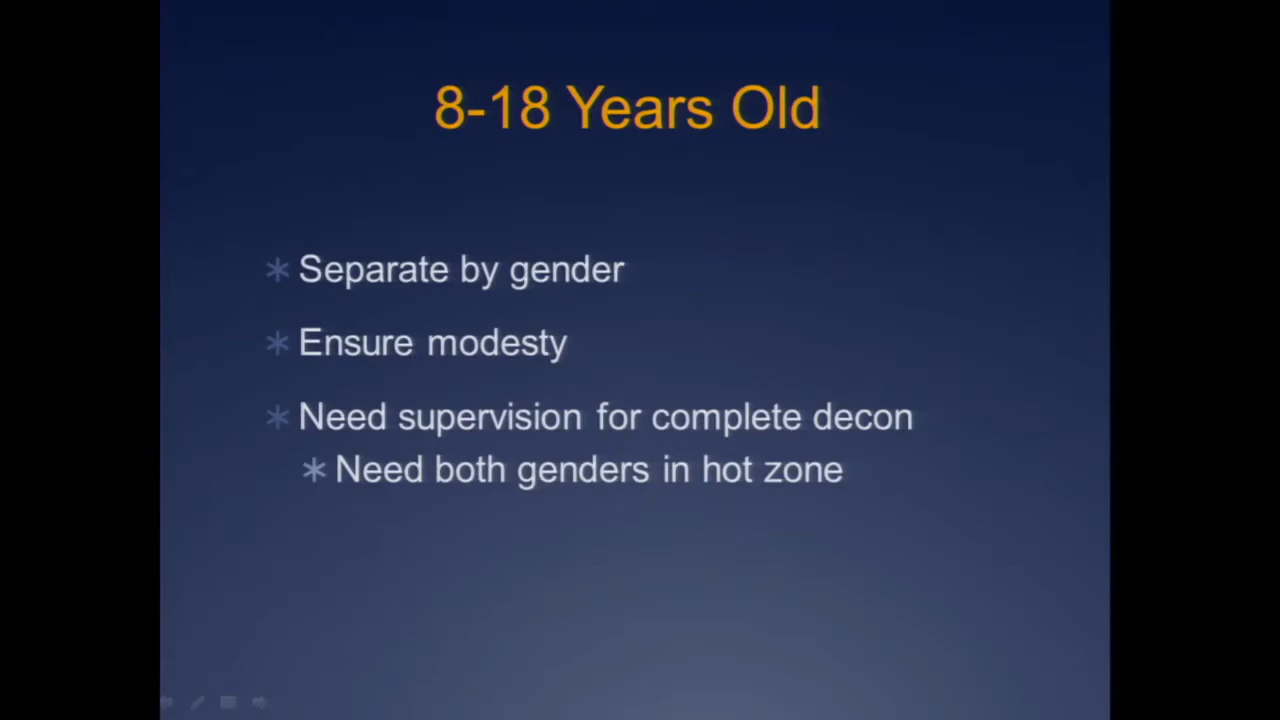 8-18 Years Old
* Separate by gender
* Ensure modesty
* Need supervision for complete decon
* Need both genders in hot zone